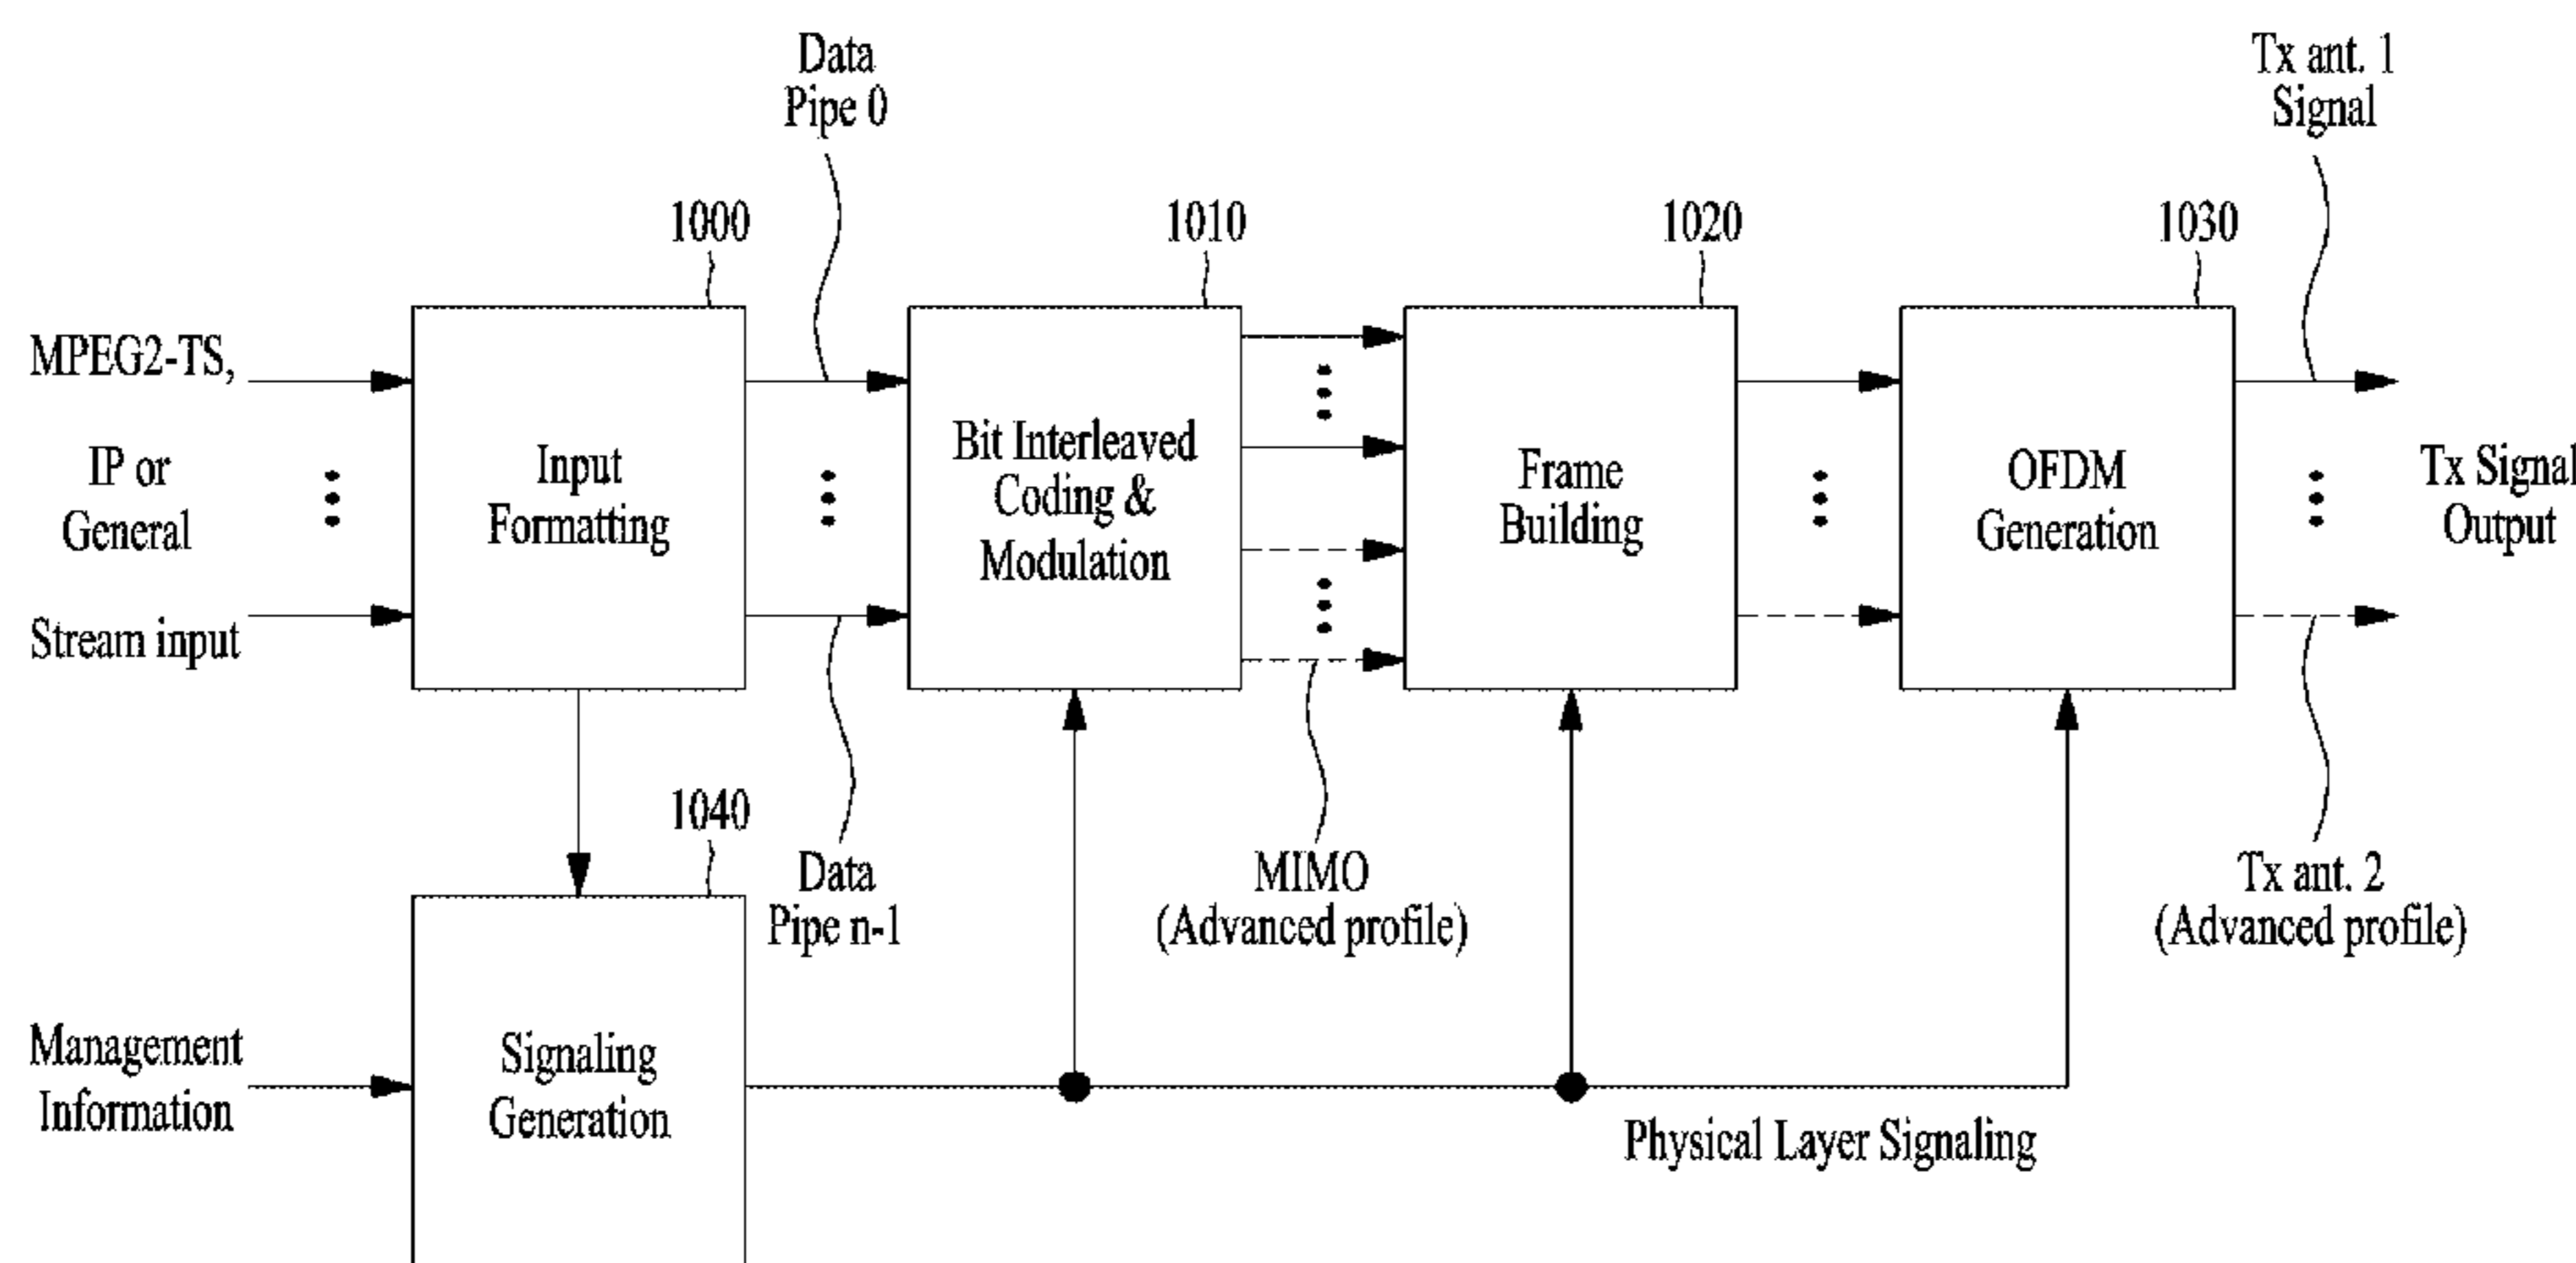 Data
Pipe 0
Tx ant. 1
Signal
1000
1010
1020
1030
MPEG2-TS,
IP or
General
Stream input
Input
Formatting
Bit Interleaved
Coding &
Modulation
Frame
Building
OFDM
Generation
Tx Signal
Output
1040
Data
Pipe n-1
MIMO
(Advanced profile)
Tx ant. 2
(Advanced profile)
Management
Information
Signaling
Generation
Physical Layer Signaling